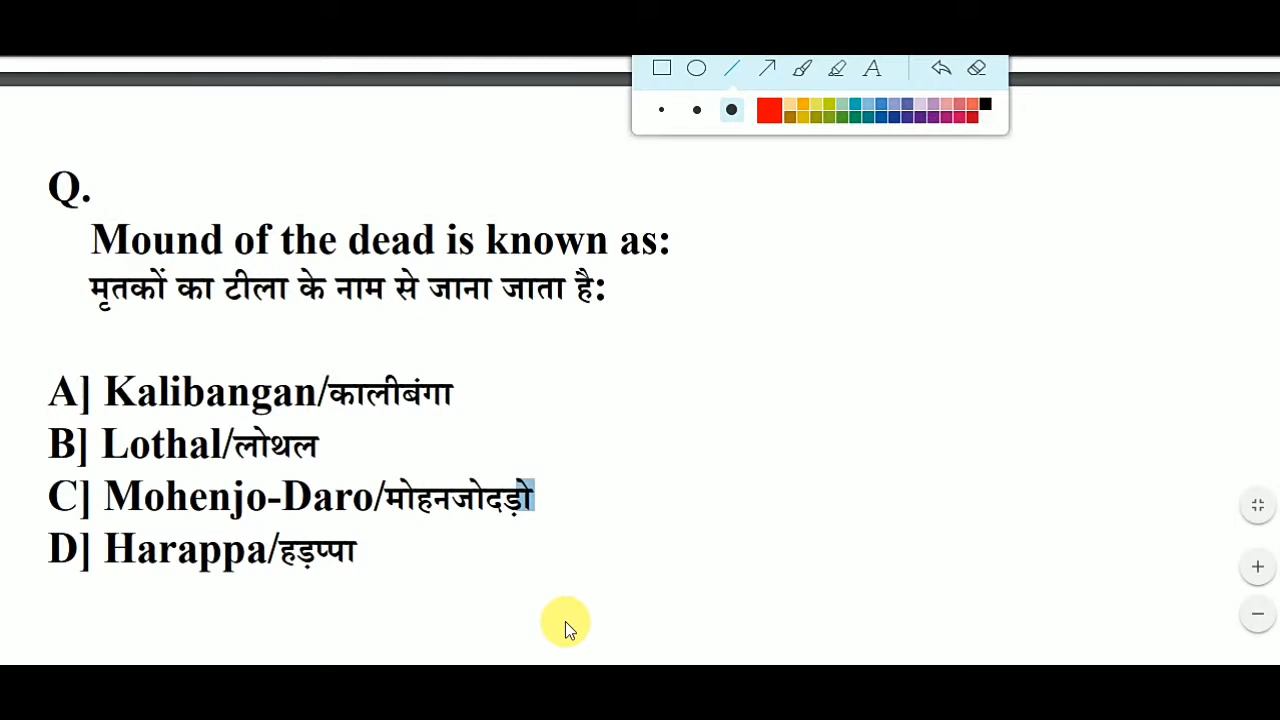 Q.
Mound of the dead is known as:
मृतकों का टीला के नाम से जाना जाता है:
A] Kalibangan/कालीबंगा
B] Lothal/लोथल
C] Mohenjo-Daro/मोहनजोदड़ो
D] Harappa/हड़प्पा